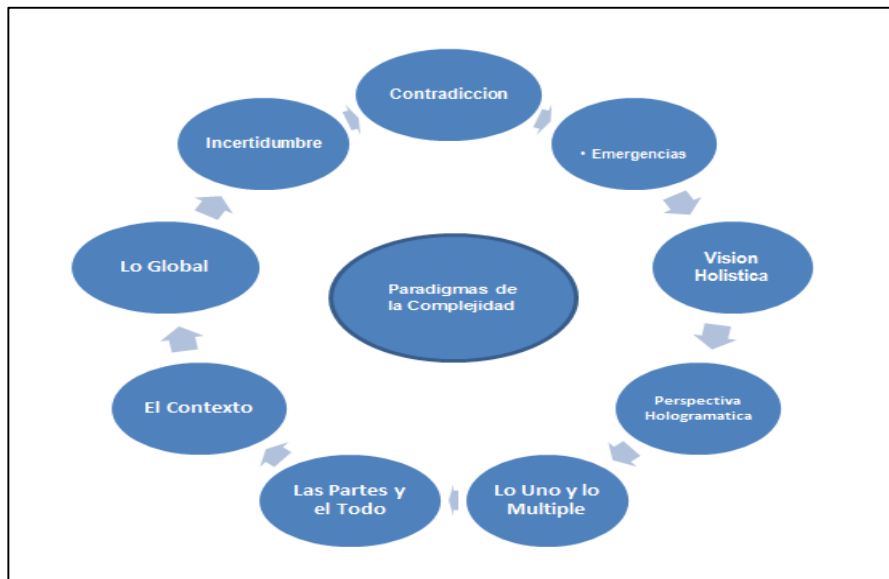 Contradiccion
• Emergencias
Vision
Holistica
Perspectiva
Hologramatica
Lo Uno y lo
Multiple
Las Partes y
el Todo
El Contexto
Lo Global
Incertidumbre
Paradigmas de
la Complejidad